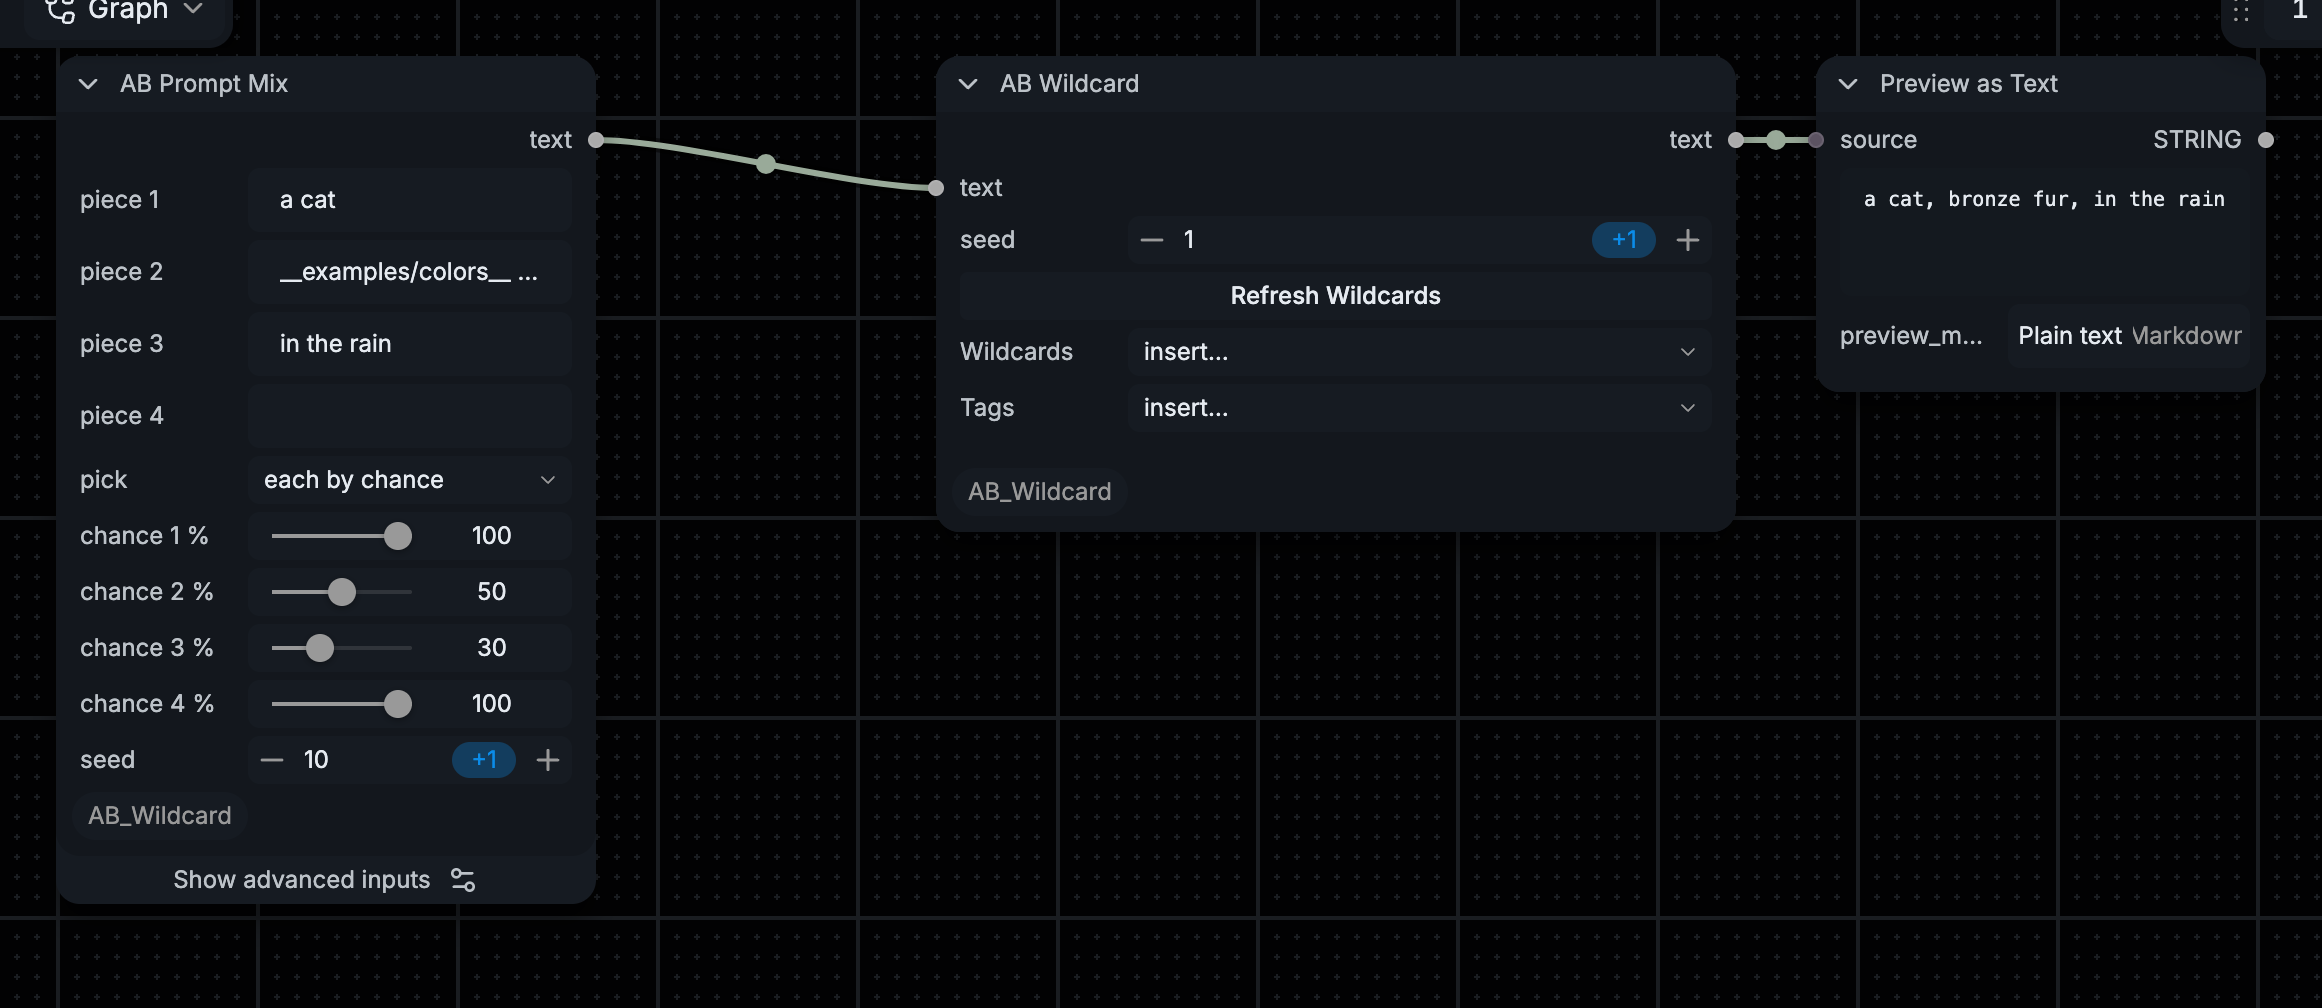 Graph
1
AB Prompt Mix
text
piece 1
a cat
piece 2
__examples/colors__ ...
piece 3
in the rain
piece 4
pick
each by chance
chance 1 %
100
chance 2 %
50
chance 3 %
30
chance 4 %
100
seed
10
+1
AB_Wildcard
Show advanced inputs
AB Wildcard
text
text
seed
1
+1
Refresh Wildcards
Wildcards
insert...
Tags
insert...
AB_Wildcard
Preview as Text
source
STRING
a cat, bronze fur, in the rain
preview_m...
Plain text
Markdowr